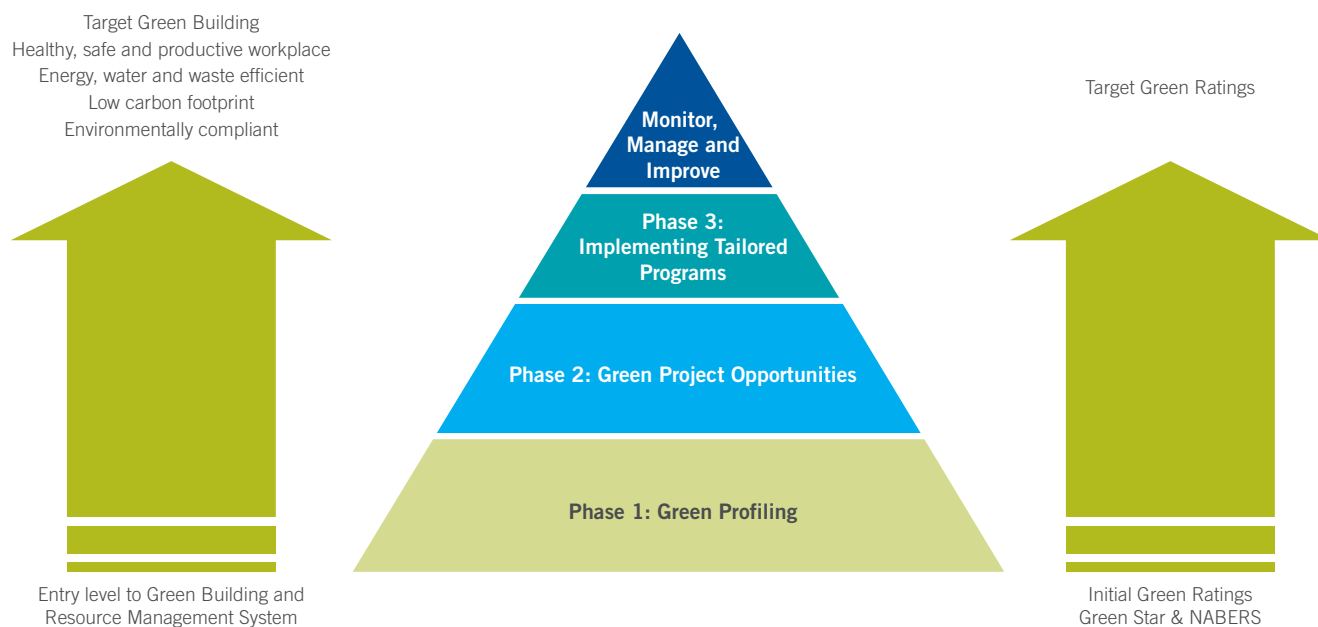 Target Green Building
Healthy, safe and productive workplace
Energy, water and waste efficient
Low carbon footprint
Environmentally compliant
Entry level to Green Building and
Resource Management System
Monitor,
Manage and
Improve
Phase 3:
Implementing Tailored
Programs
Phase 2: Green Project Opportunities
Phase 1: Green Profiling
Target Green Ratings
Initial Green Ratings
Green Star & NABERS